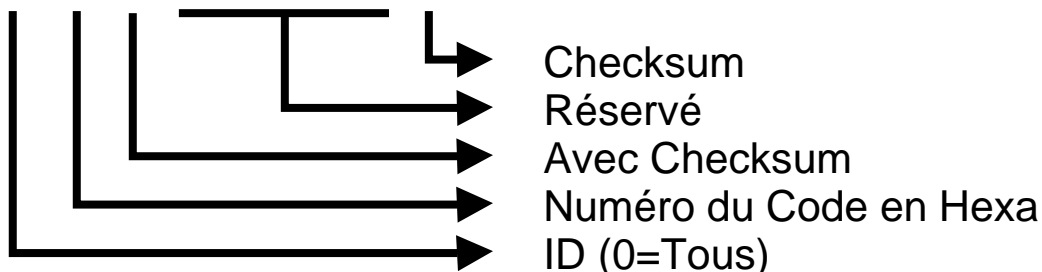 Checksum
Réservé
Avec Checksum
Numéro du Code en Hexa
ID (0=Tous)